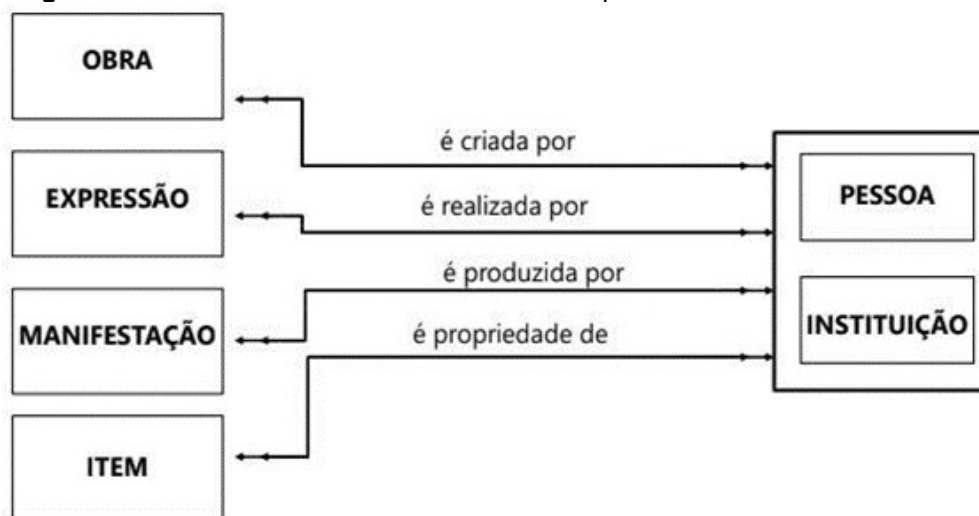 OBRA
é criada por
EXPRESSÃO
é realizada por
PESSOA
é produzida por
MANIFESTAÇÃO
é propriedade de
INSTITUIÇÃO
ITEM